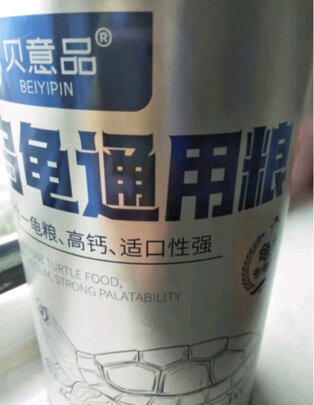 贝意品®
BEIYIPIN
龟通用粮
一龟粮、高钙、适口性强
ONE TURTLE FOOD,
STRONG PALATABILITY